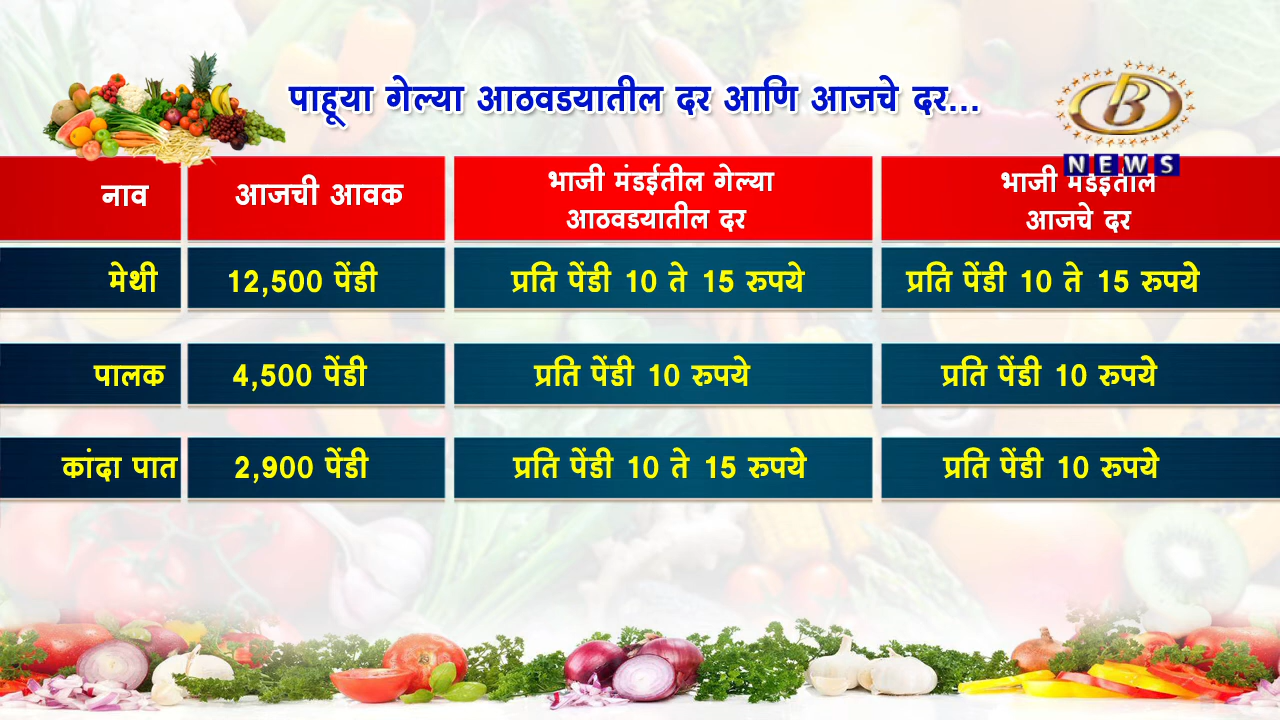 पाहूया गेल्या आठवडयातील दर आणि आजचे दर...
B
NEWS
नाव आजची आवक भाजी मंडईतील गेल्या आठवडयातील दर भाजी मंडईतील आजचे दर
मेथी 12,500 पेंडी प्रति पेंडी 10 ते 15 रुपये प्रति पेंडी 10 ते 15 रुपये
पालक 4,500 पेंडी प्रति पेंडी 10 रुपये प्रति पेंडी 10 रुपये
कांदा पात 2,900 पेंडी प्रति पेंडी 10 ते 15 रुपये प्रति पेंडी 10 रुपये